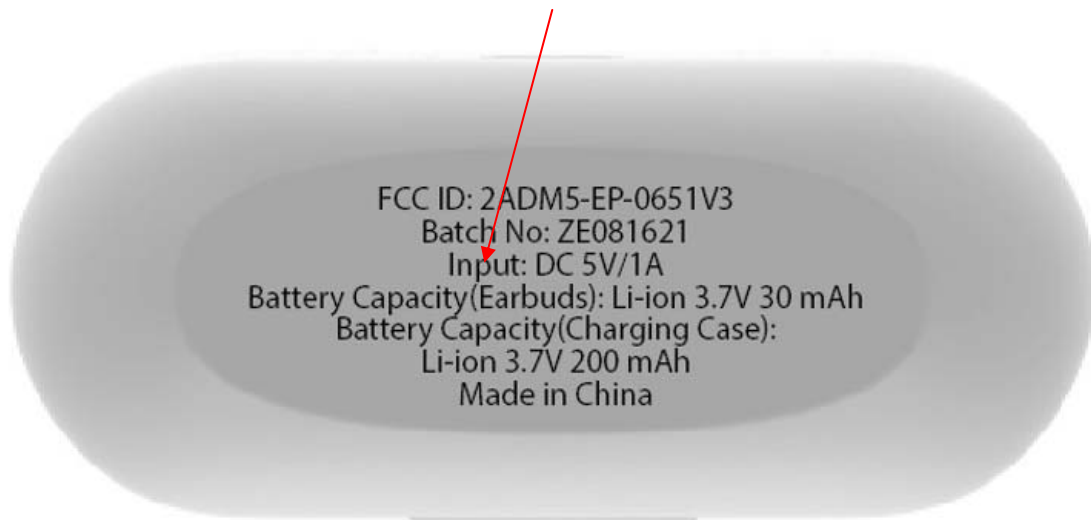 FCC ID: 2ADM5-EP-0651V3
Batch No: ZE081621
Input: DC 5V/1A
Battery Capacity(Earbuds): Li-ion 3.7V 30 mAh
Battery Capacity(Charging Case):
Li-ion 3.7V 200 mAh
Made in China